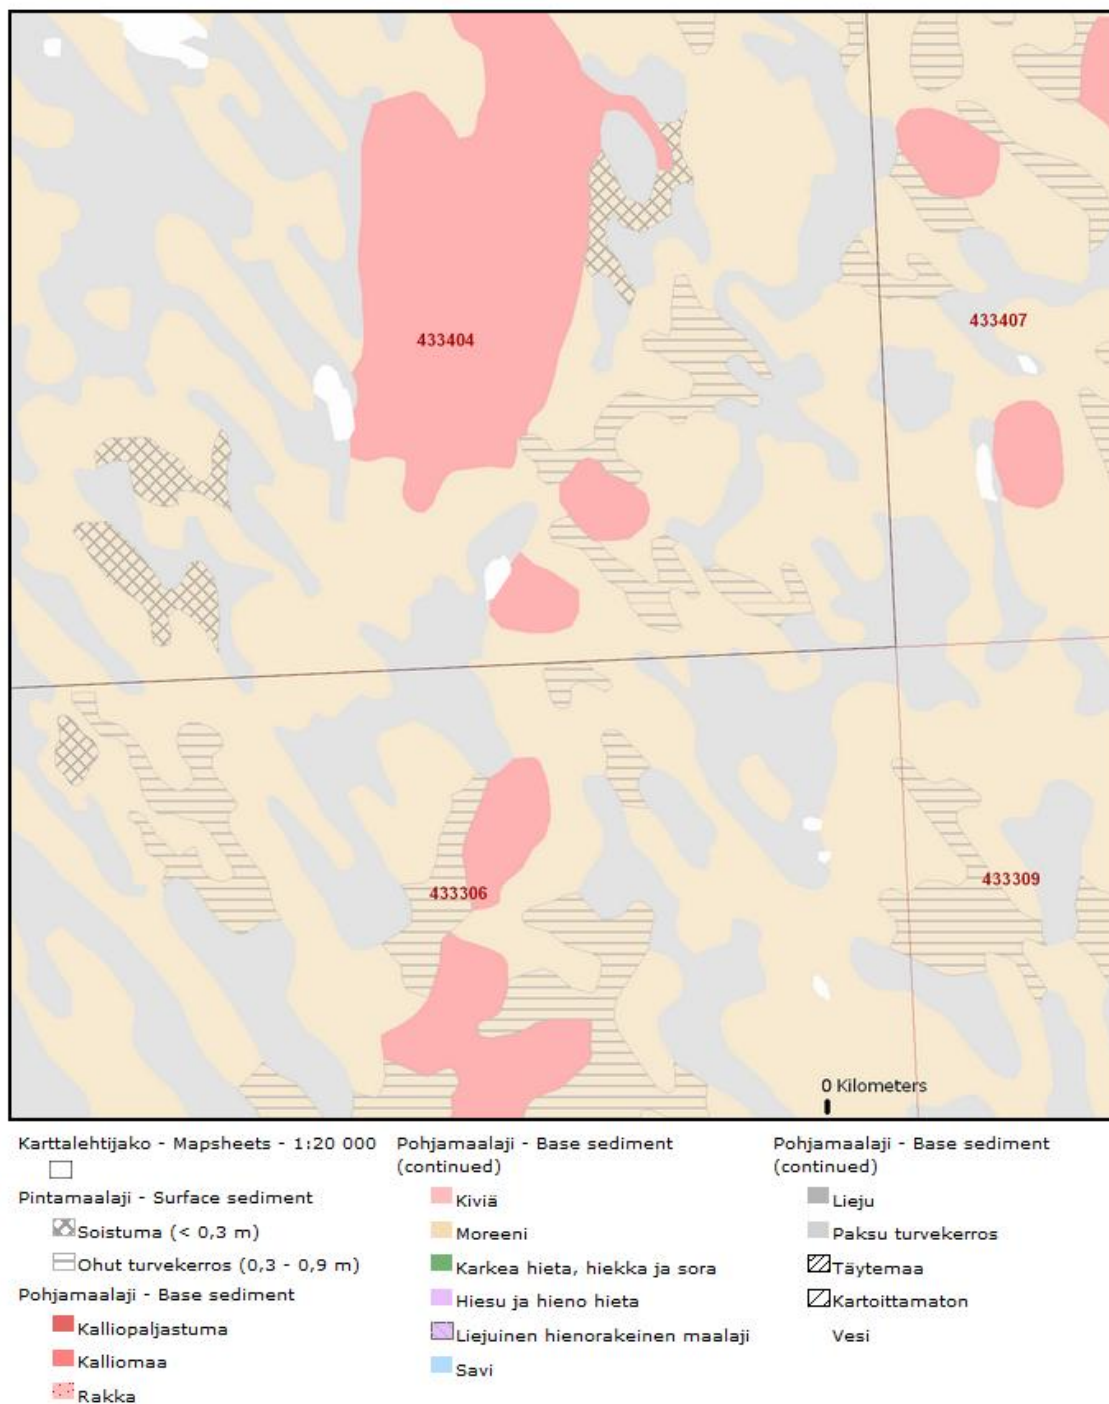 433404
433407
433306
433309
0 Kilometers
Karttalehtijako - Mapsheets - 1:20 000
Pintamaalaji - Surface sediment
Soistuma (< 0,3 m)
Ohut turvekerros (0,3 - 0,9 m)
Pohjamaalaji - Base sediment
Kalliopaljastuma
Kalliomaa
Rakka
Pohjamaalaji - Base sediment
(continued)
Kiviä
Moreeni
Karkea hieta, hiekka ja sora
Hiesu ja hieno hieta
Liejuinen hienorakeinen maalaji
Savi
Pohjamaalaji - Base sediment
(continued)
Lieju
Paksu turvekerros
Täytemaa
Kartoittamaton
Vesi